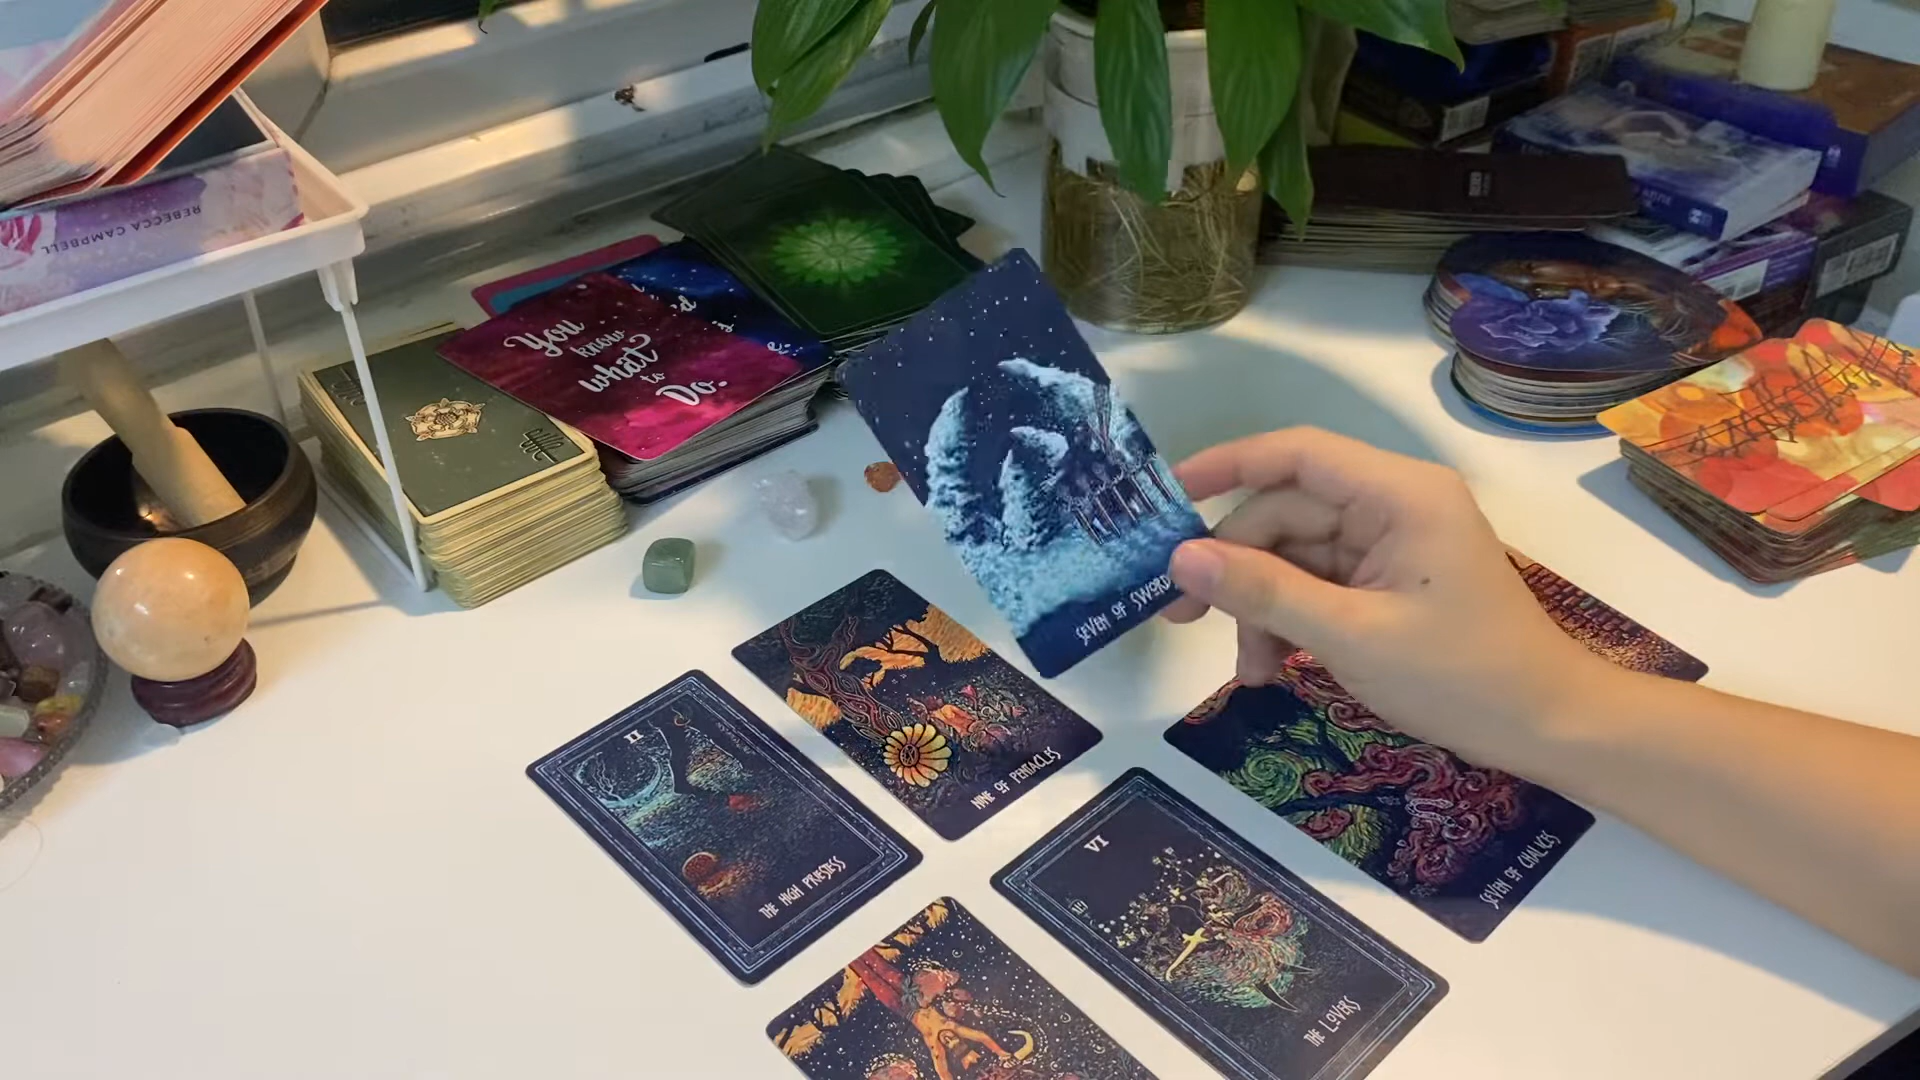 REBECCA CAMPBELL
You
know
what
to
Do.
SEVEN OF SWORD
NINE OF PENTACLES
II
THE HIGH PRIESTESS
VI
THE LOVERS
SEVEN OF CHALICES